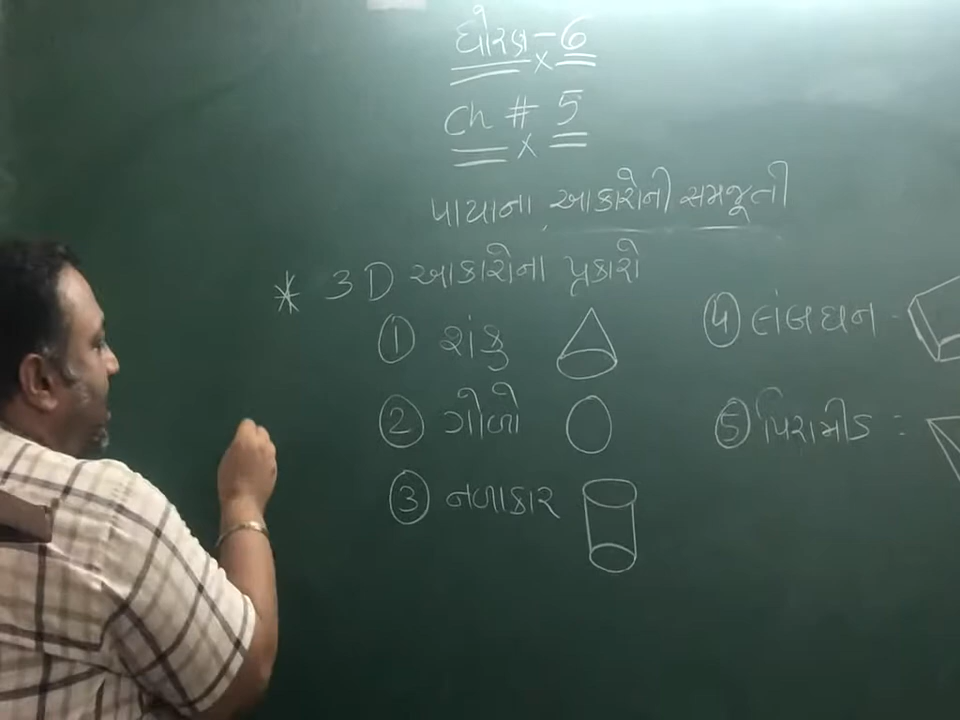 ધોરણ - 6
Ch # 5
પાયાના આકારોની સમજૂતી
* 3D આકારોના પ્રકારો
① શંકુ
② ગોળો
③ નળાકાર
④ લંબઘન -
⑤ પિરામીડ =